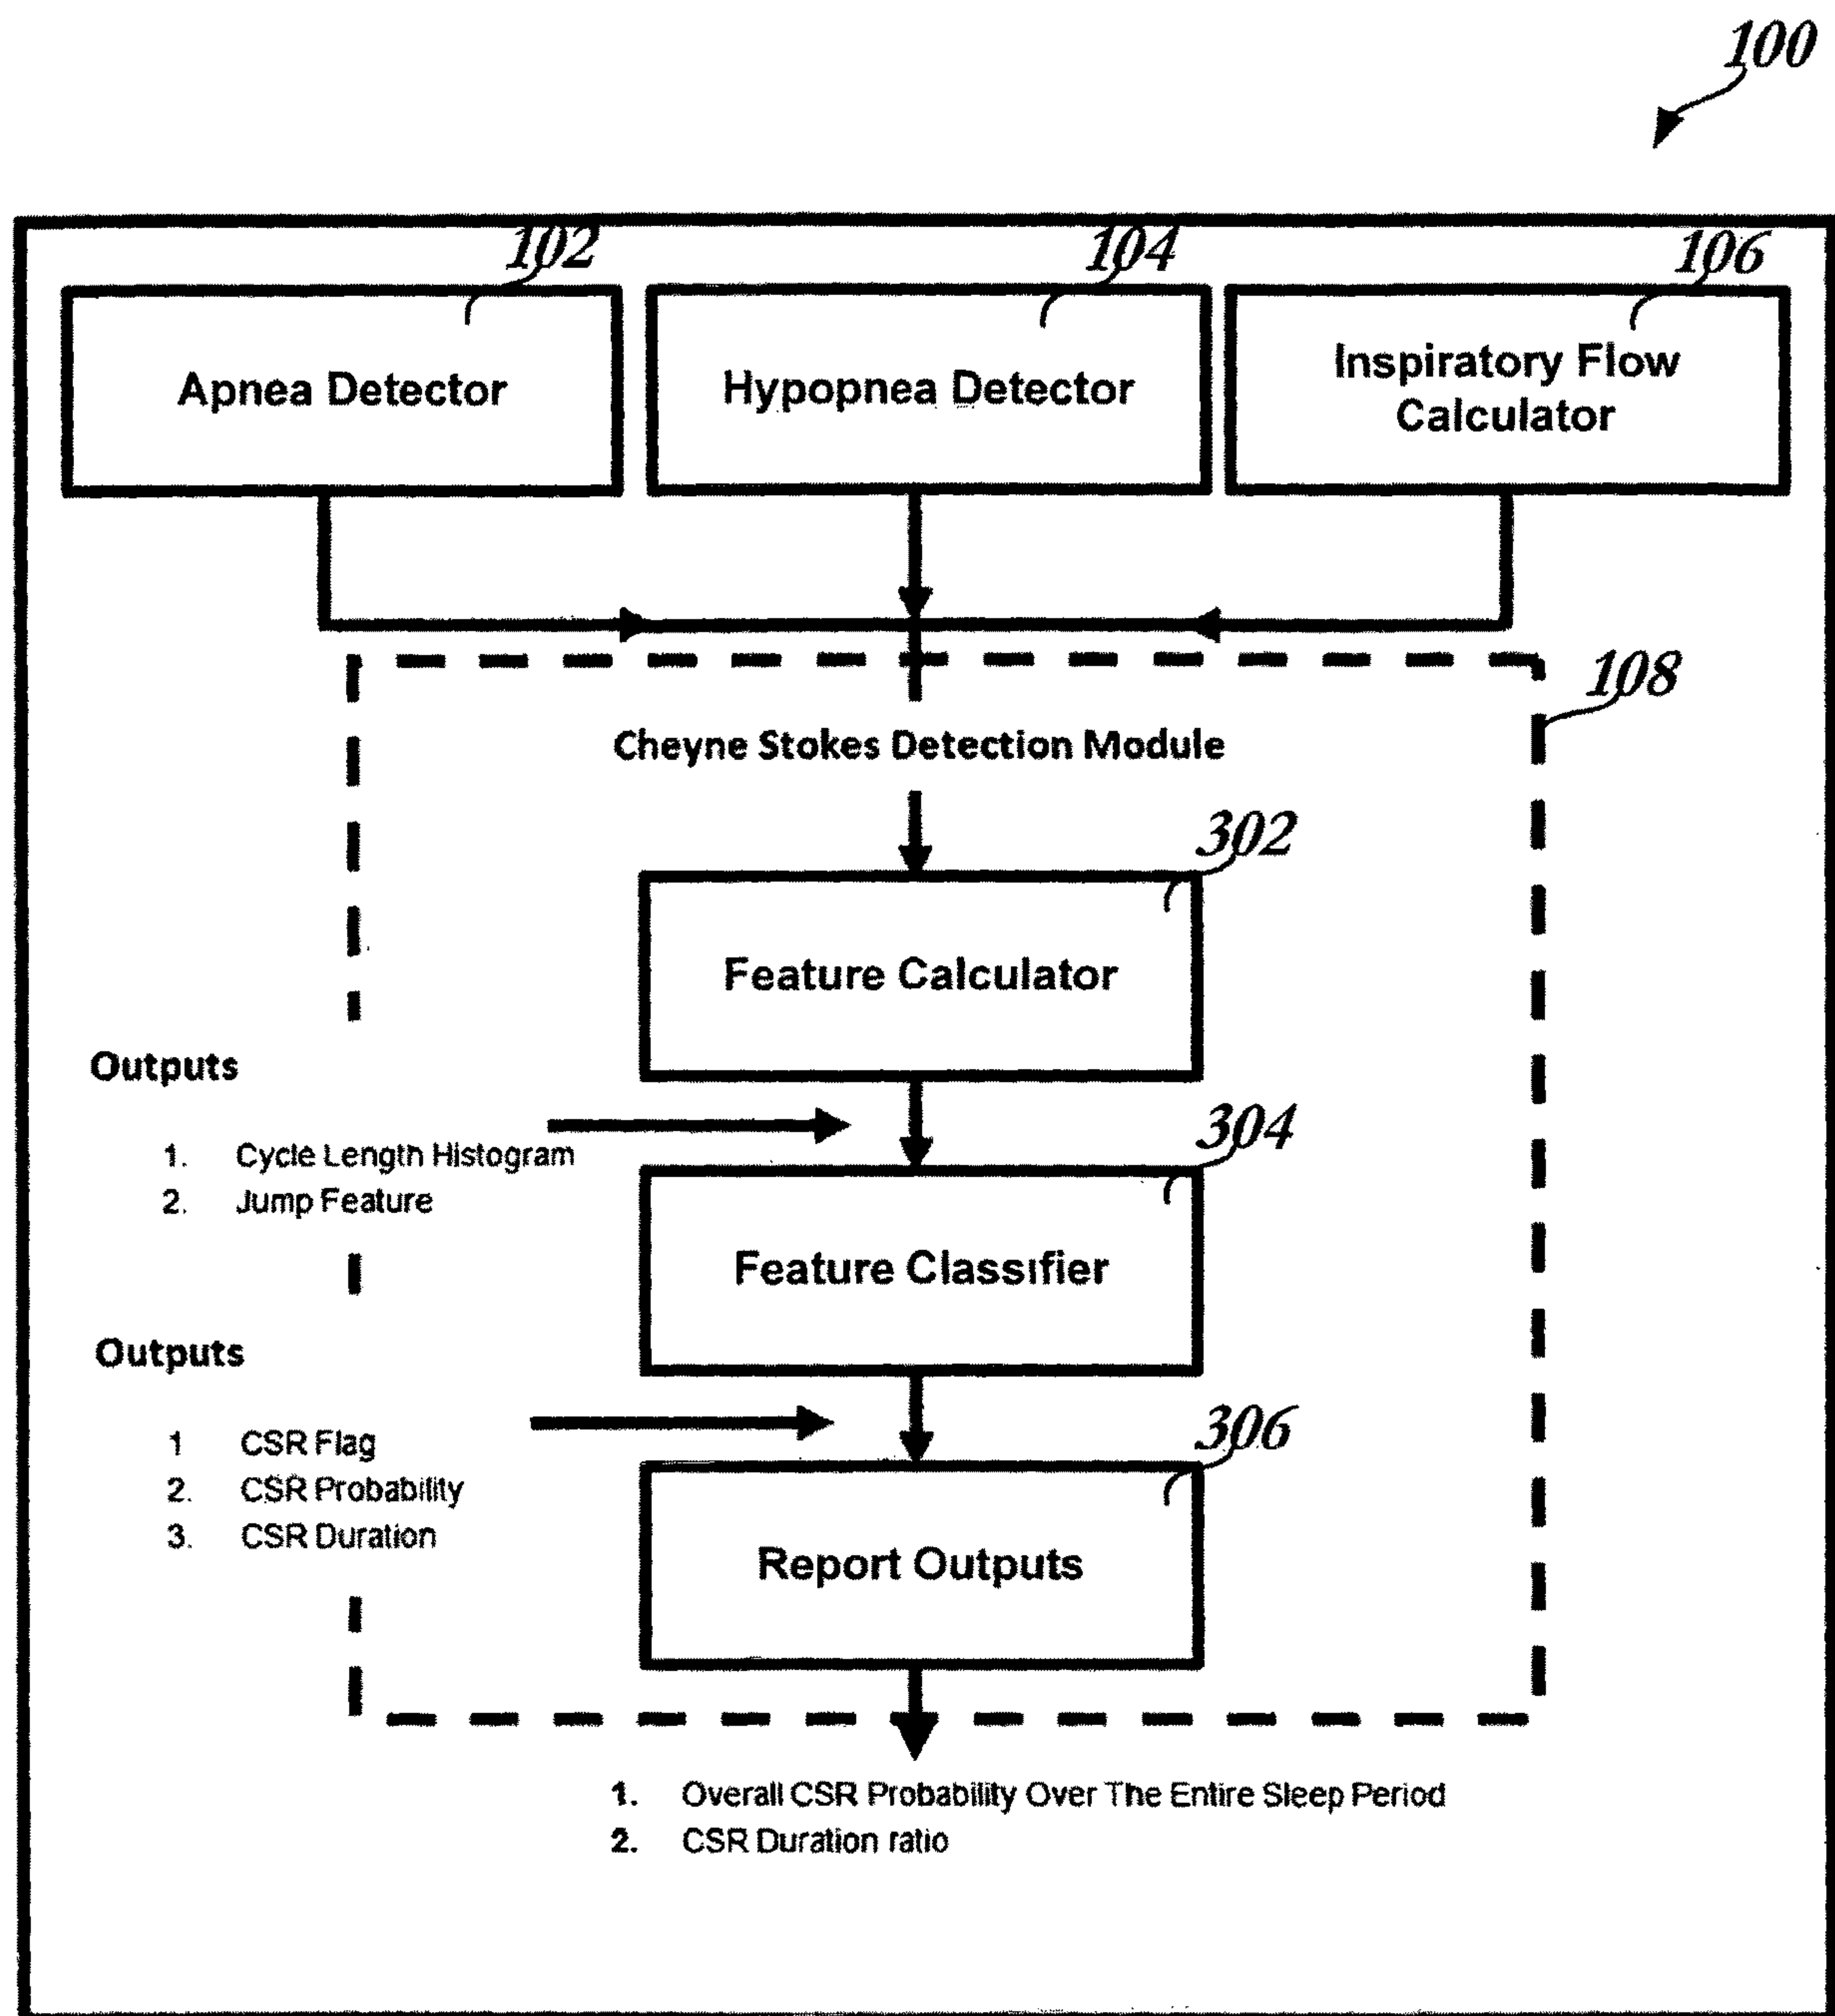 100
102
104
106
Apnea Detector
Hypopnea Detector
Inspiratory Flow
Calculator
108
Cheyne Stokes Detection Module
302
Feature Calculator
Outputs
1. Cycle Length Histogram
2. Jump Feature
304
Feature Classifier
Outputs
1 CSR Flag
2. CSR Probability
3. CSR Duration
306
Report Outputs
1. Overall CSR Probability Over The Entire Sleep Period
2. CSR Duration ratio